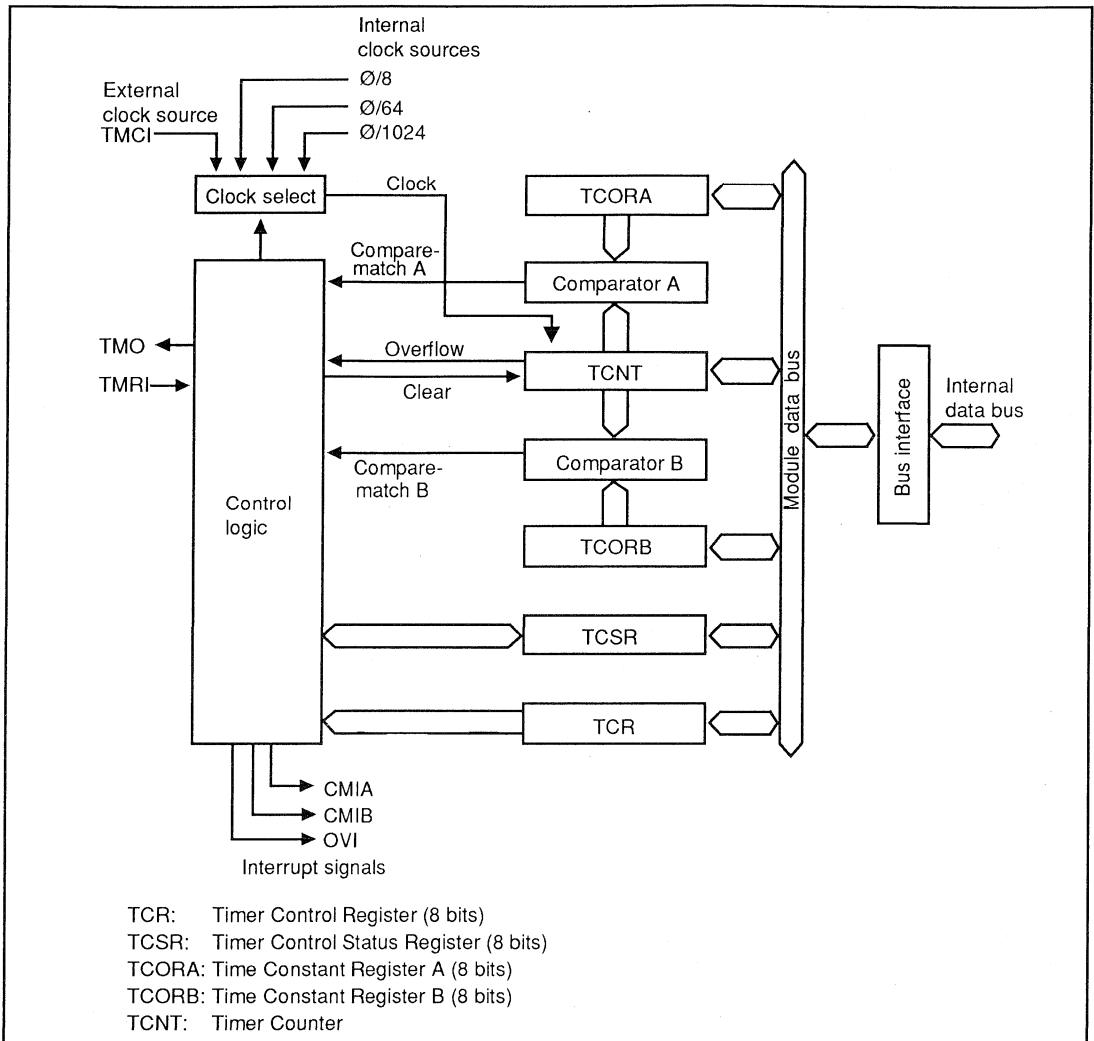 Internal
clock sources
Ø/8
External
clock source
Ø/64
TMCI
Ø/1024
Clock select
Clock
TCORA
Compare-
match A
Comparator A
TMO
Overflow
TCNT
TMRI
Clear
Module data bus
Bus interface
Internal
data bus
Compare-
match B
Comparator B
Control
logic
TCORB
TCSR
TCR
CMIA
CMIB
OVI
Interrupt signals
TCR: Timer Control Register (8 bits)
TCSR: Timer Control Status Register (8 bits)
TCORA: Time Constant Register A (8 bits)
TCORB: Time Constant Register B (8 bits)
TCNT: Timer Counter